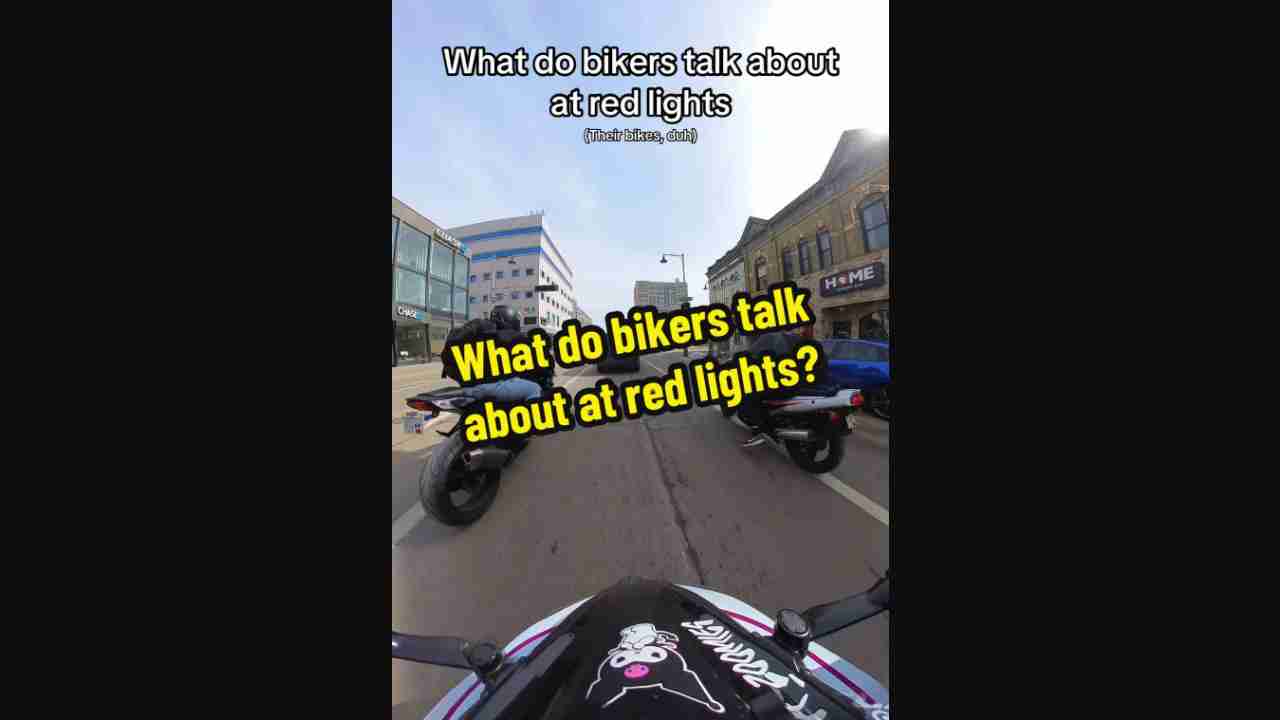 What do bikers talk about
at red lights
(Their bikes, duh)
CHASE
HOME
What do bikers talk
about at red lights?
ZOOMIES